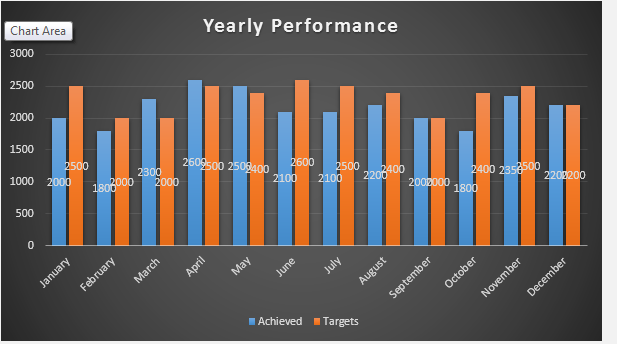 Yearly Performance
Chart Area
3000
2500
2000
1500
1000
500
0
2000 2500 1800 2000 2300 2000 2600 2500 2500 2400 2100 2600 2100 2500 2200 2400 2000 2000 1800 2400 2350 2500 2200 2200
January February March April May June July August September October November December
Achieved Targets